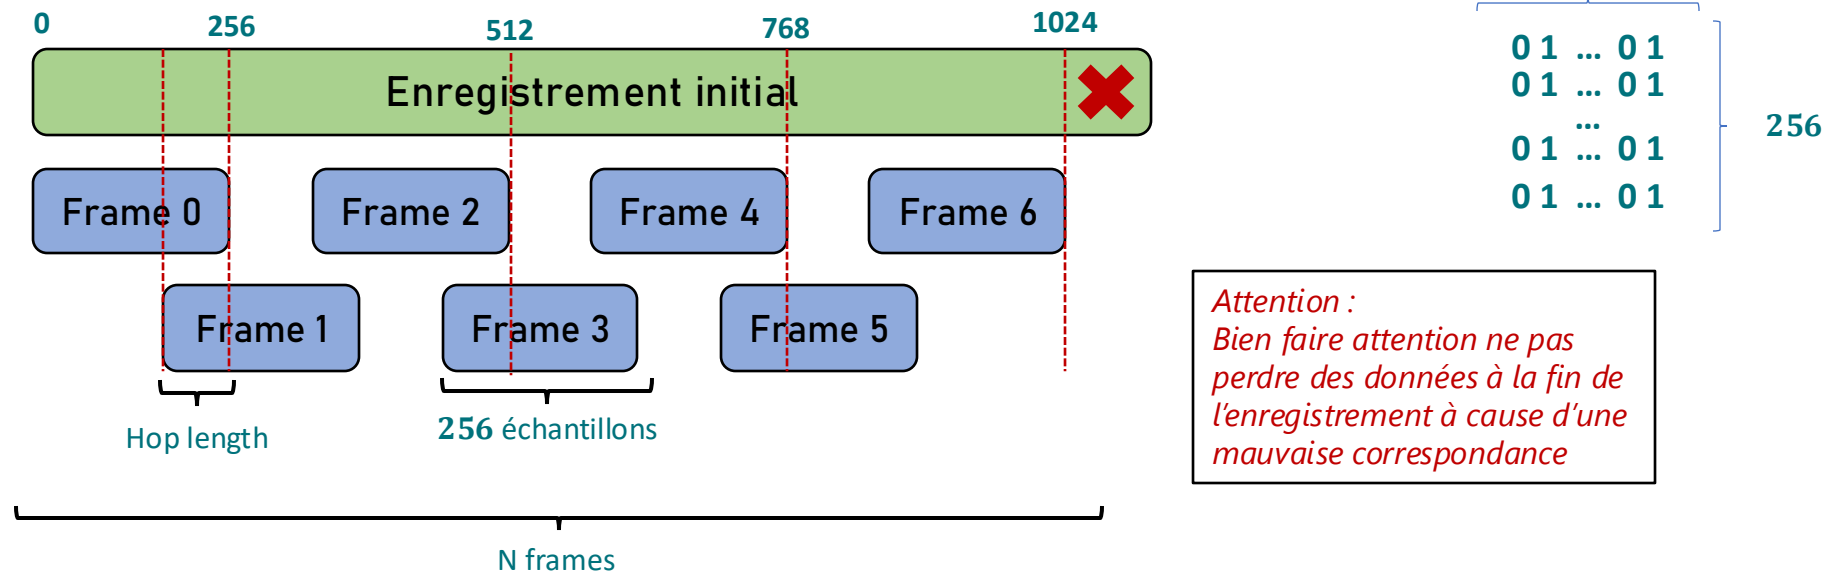 0 256 512 768 1024
Enregistrement initial
Frame 0 Frame 2 Frame 4 Frame 6
Frame 1 Frame 3 Frame 5
Hop length
256 échantillons
N frames
0 1 ... 0 1
0 1 ... 0 1
...
0 1 ... 0 1
0 1 ... 0 1
256
Attention :
Bien faire attention ne pas
perdre des données à la fin de
l'enregistrement à cause d'une
mauvaise correspondance